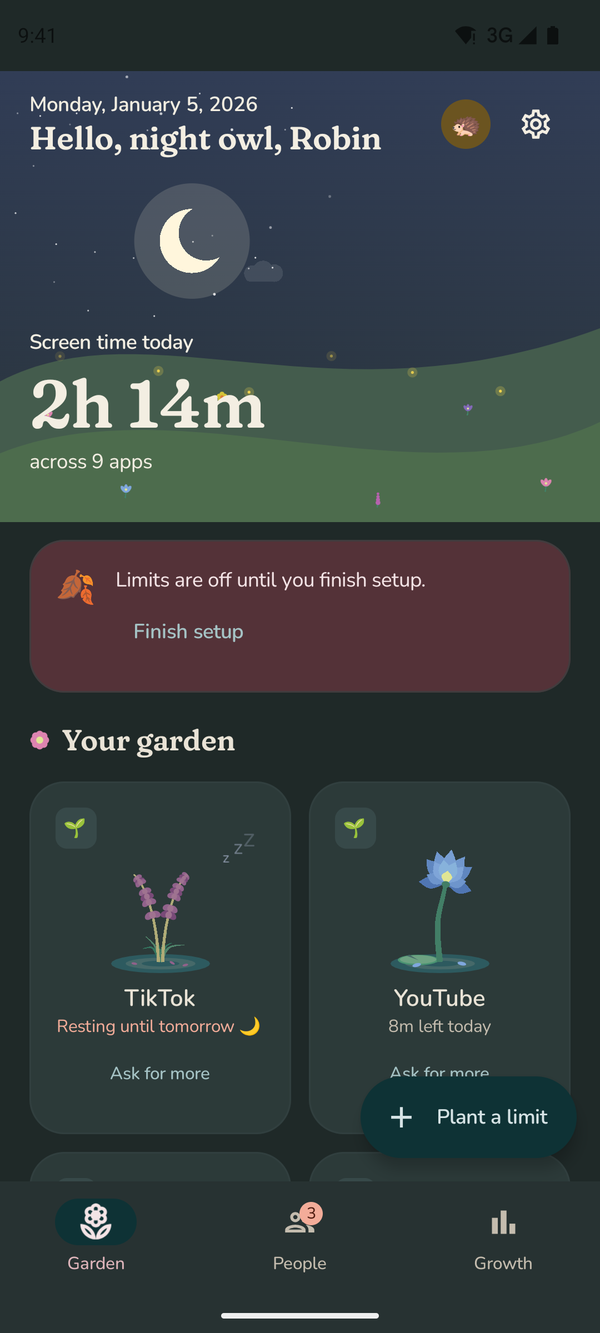 9:41
3G
Monday, January 5, 2026
Hello, night owl, Robin
Screen time today
2h 14m
across 9 apps
Limits are off until you finish setup.
Finish setup
Your garden
z z Z
TikTok
YouTube
Resting until tomorrow 🌙
8m left today
Ask for more
Ask for more
Plant a limit
3
Garden
People
Growth